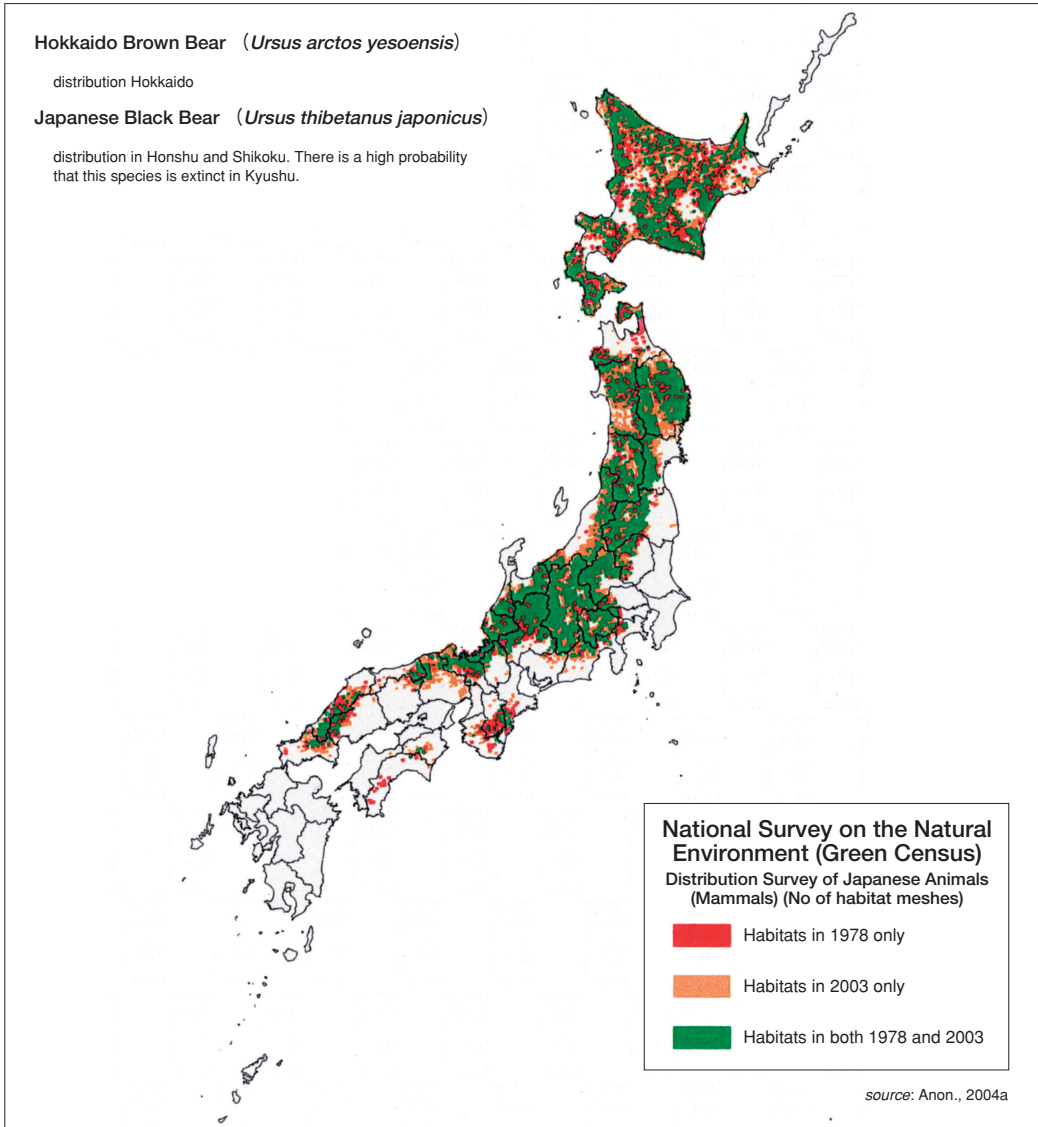 Hokkaido Brown Bear （Ursus arctos yesoensis）
distribution Hokkaido
Japanese Black Bear （Ursus thibetanus japonicus）
distribution in Honshu and Shikoku. There is a high probability
that this species is extinct in Kyushu.
National Survey on the Natural
Environment (Green Census)
Distribution Survey of Japanese Animals
(Mammals) (No of habitat meshes)
Habitats in 1978 only
Habitats in 2003 only
Habitats in both 1978 and 2003
source: Anon., 2004a